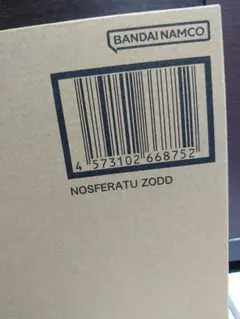 BANDAI NAMCO
4 573102 668752
NOSFERATU ZODD